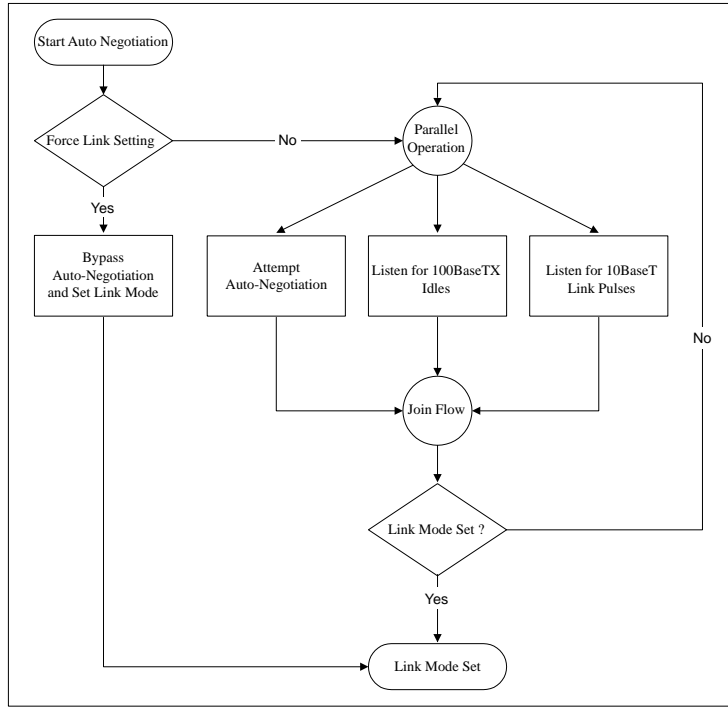 Start Auto Negotiation
Force Link Setting
No
Parallel
Operation
Yes
Bypass
Auto-Negotiation
and Set Link Mode
Attempt
Auto-Negotiation
Listen for 100BaseTX
Idles
Listen for 10BaseT
Link Pulses
No
Join Flow
Link Mode Set ?
Yes
Link Mode Set